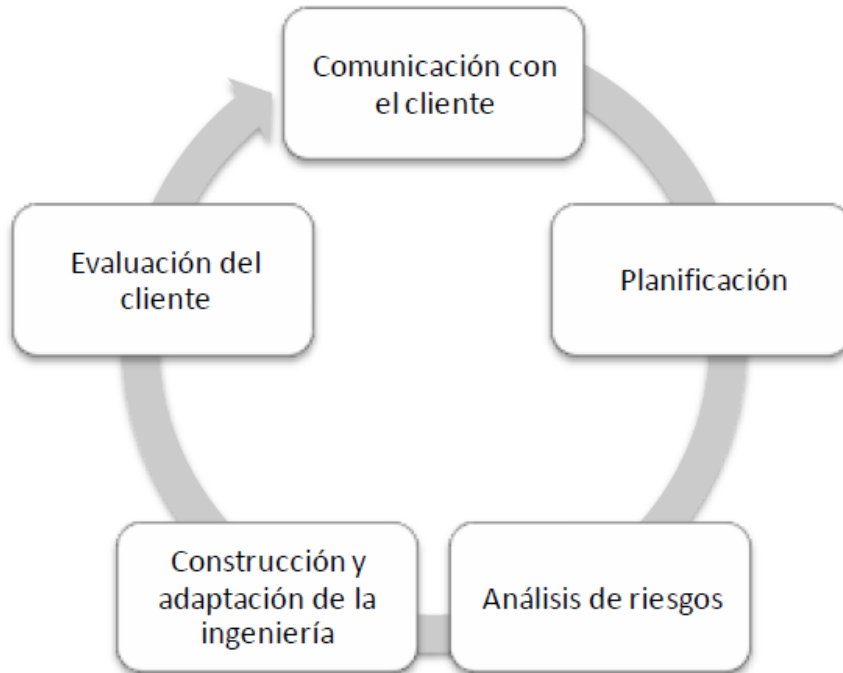 Comunicación con
el cliente
Planificación
Análisis de riesgos
Construcción y
adaptación de la
ingeniería
Evaluación del
cliente